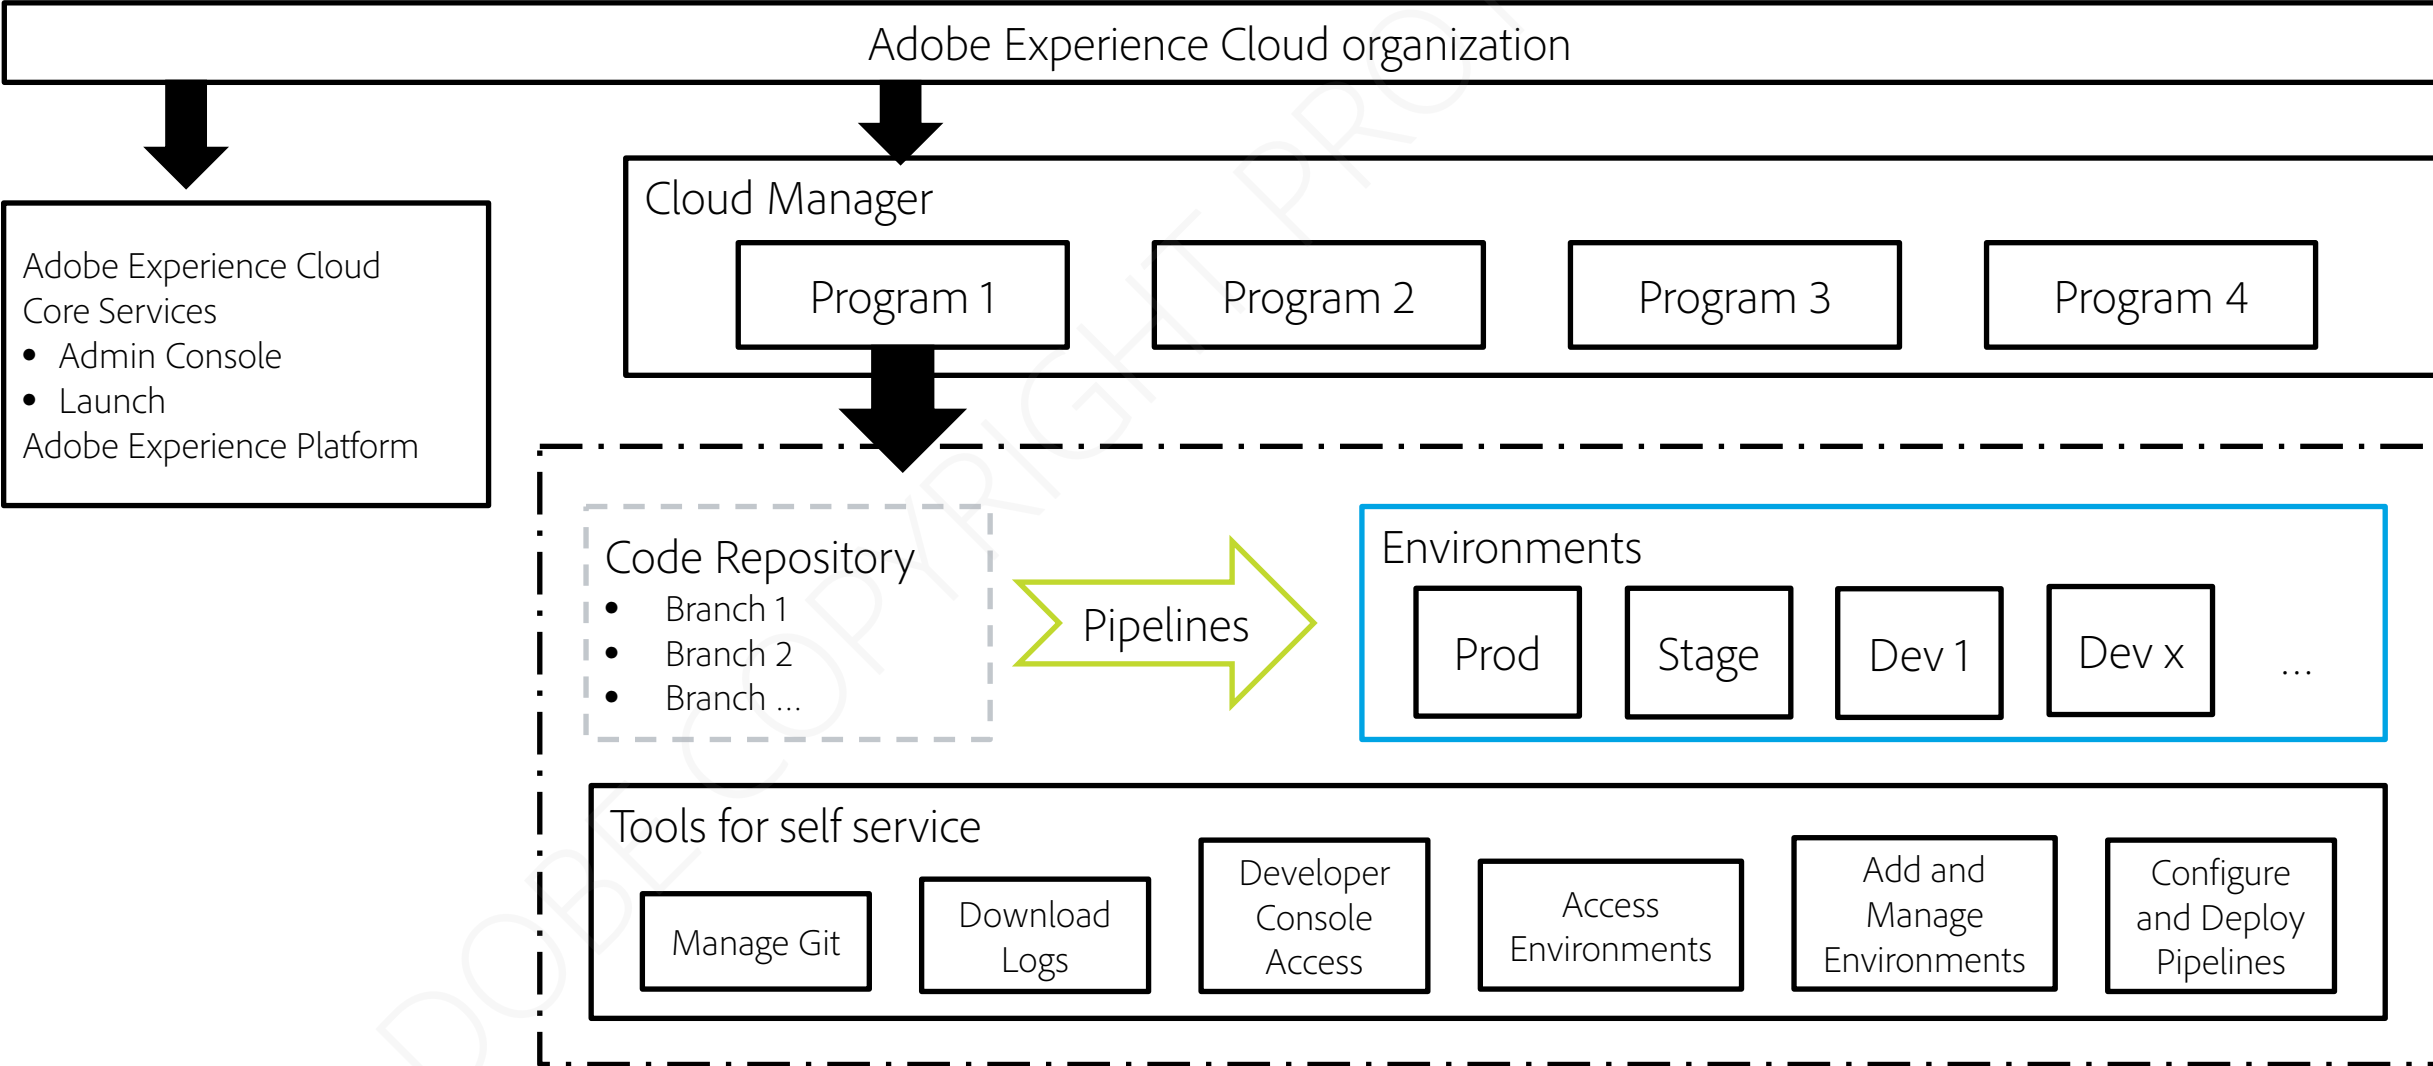 Adobe Experience Cloud organization
Adobe Experience Cloud
Core Services
• Admin Console
• Launch
Adobe Experience Platform
Cloud Manager
Program 1
Program 2
Program 3
Program 4
Code Repository
• Branch 1
• Branch 2
• Branch ...
Pipelines
Environments
Prod
Stage
Dev 1
Dev x
...
Tools for self service
Manage Git
Download
Logs
Developer
Console
Access
Access
Environments
Add and
Manage
Environments
Configure
and Deploy
Pipelines
DOBE COPYRIGHT PRO